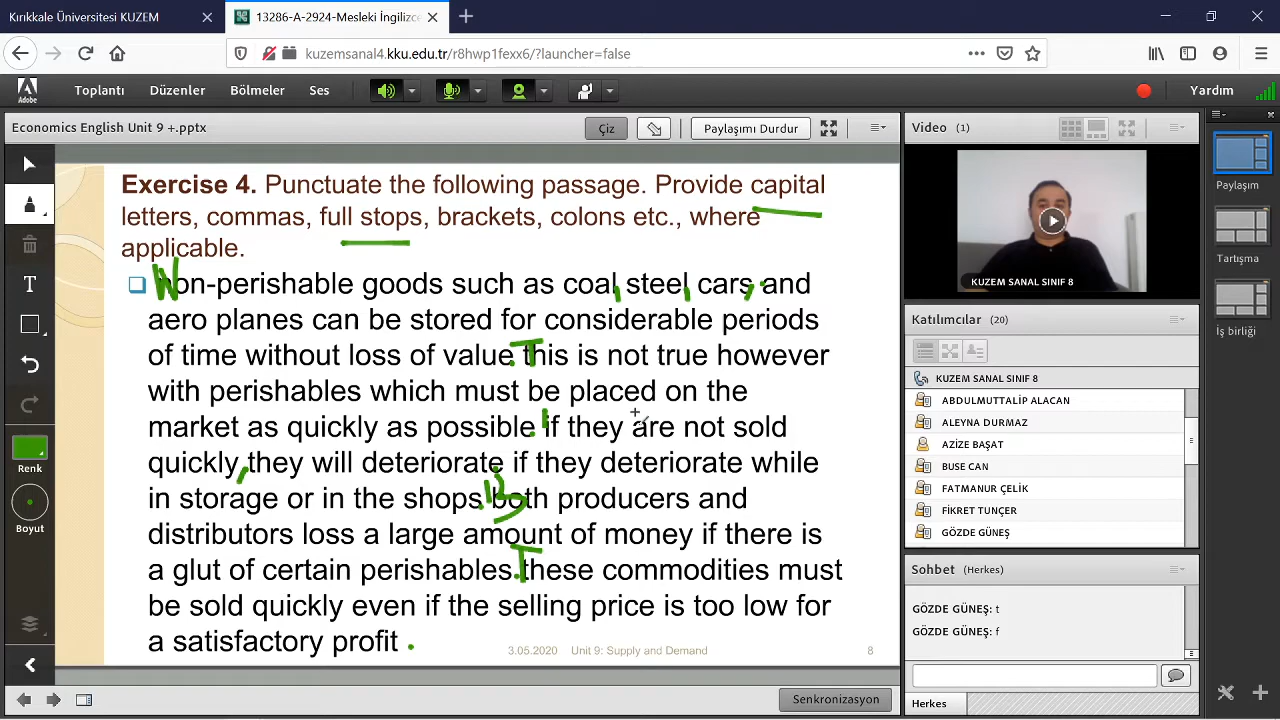 Kırıkkale Üniversitesi KUZEM
13286-A-2924-Mesleki İngilizce
kuzemsanal4.kku.edu.tr/r8hwp1fexx6/?launcher=false
Adobe
Toplantı
Düzenler
Bölmeler
Ses
Yardım
Economics English Unit 9 +.pptx
Çiz
Paylaşımı Durdur
Exercise 4. Punctuate the following passage. Provide capital
letters, commas, full stops, brackets, colons etc., where
applicable.
Non-perishable goods such as coal, steel, cars, and
aero planes can be stored for considerable periods
of time without loss of value. This is not true however
with perishables which must be placed on the
market as quickly as possible. If they are not sold
quickly, they will deteriorate if they deteriorate while
in storage or in the shops. Both producers and
distributors loss a large amount of money if there is
a glut of certain perishables. These commodities must
be sold quickly even if the selling price is too low for
a satisfactory profit .
3.05.2020
Unit 9: Supply and Demand
8
Renk
Boyut
Senkronizasyon
Video (1)
KUZEM SANAL SINIF 8
Katılımcılar (20)
KUZEM SANAL SINIF 8
ABDULMUTTALİP ALACAN
ALEYNA DURMAZ
AZİZE BAŞAT
BUSE CAN
FATMANUR ÇELİK
FİKRET TUNÇER
GÖZDE GÜNEŞ
Sohbet (Herkes)
GÖZDE GÜNEŞ: t
GÖZDE GÜNEŞ: f
Herkes
Paylaşım
Tartışma
İş birliği